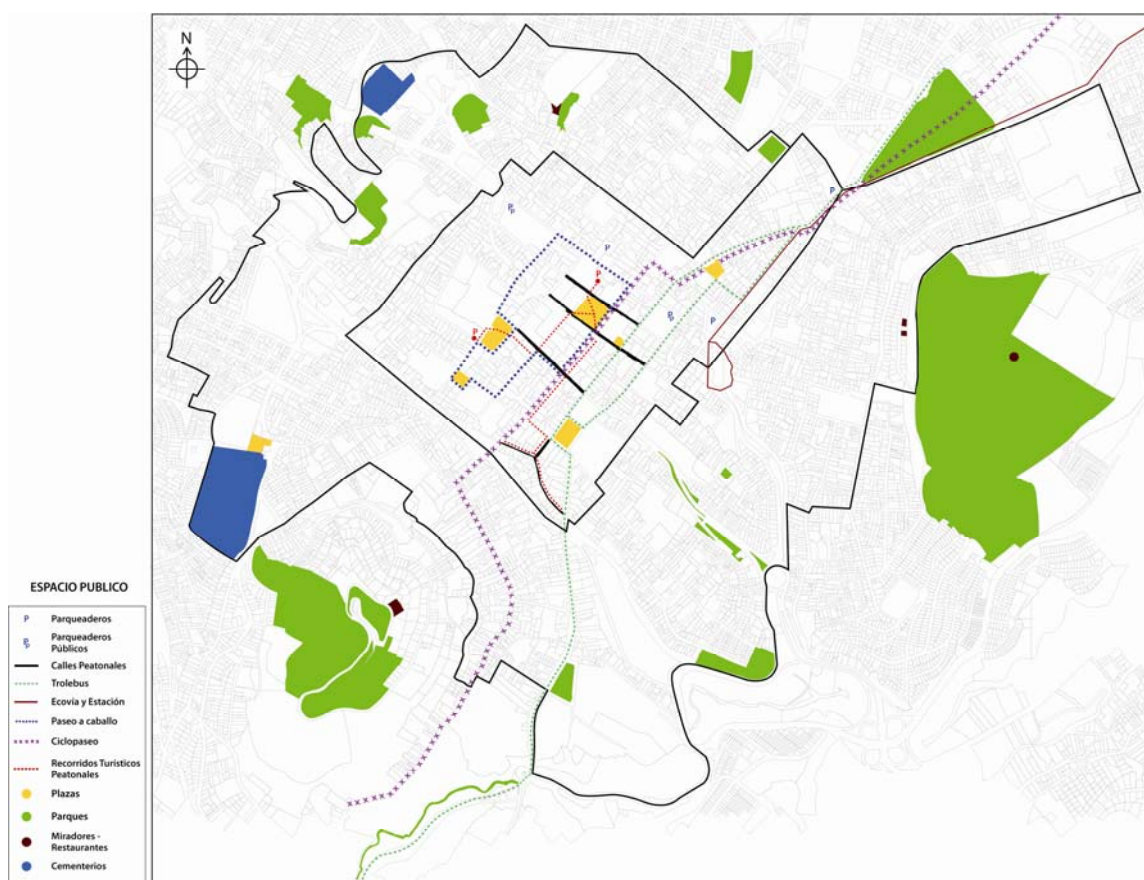 N
P
P
P
P
P
P
P
P
P
P
ESPACIO PUBLICO
P
Parqueaderos
P
P
Parqueaderos
Públicos
Calles Peatonales
Trolebus
Ecovía y Estación
Paseo a caballo
Ciclopaseo
Recorridos Turísticos
Peatonales
Plazas
Parques
Miradores -
Restaurantes
Cementerios